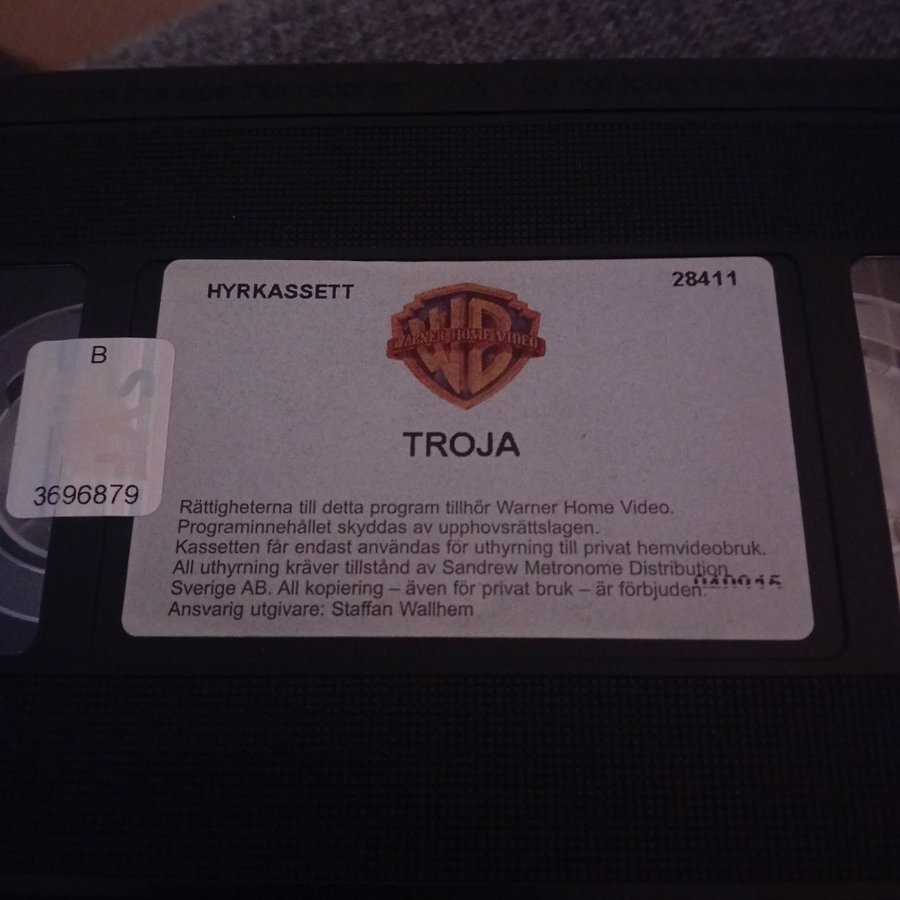 HYRKASSETT
28411
WARNER HOME VIDEO
TROJA
B
3696879
Rättigheterna till detta program tillhör Warner Home Video.
Programinnehållet skyddas av upphovsrättslagen.
Kassetten får endast användas för uthyrning till privat hemvideobruk.
All uthyrning kräver tillstånd av Sandrew Metronome Distribution
Sverige AB. All kopiering – även för privat bruk – är förbjuden.
Ansvarig utgivare: Staffan Wallhem